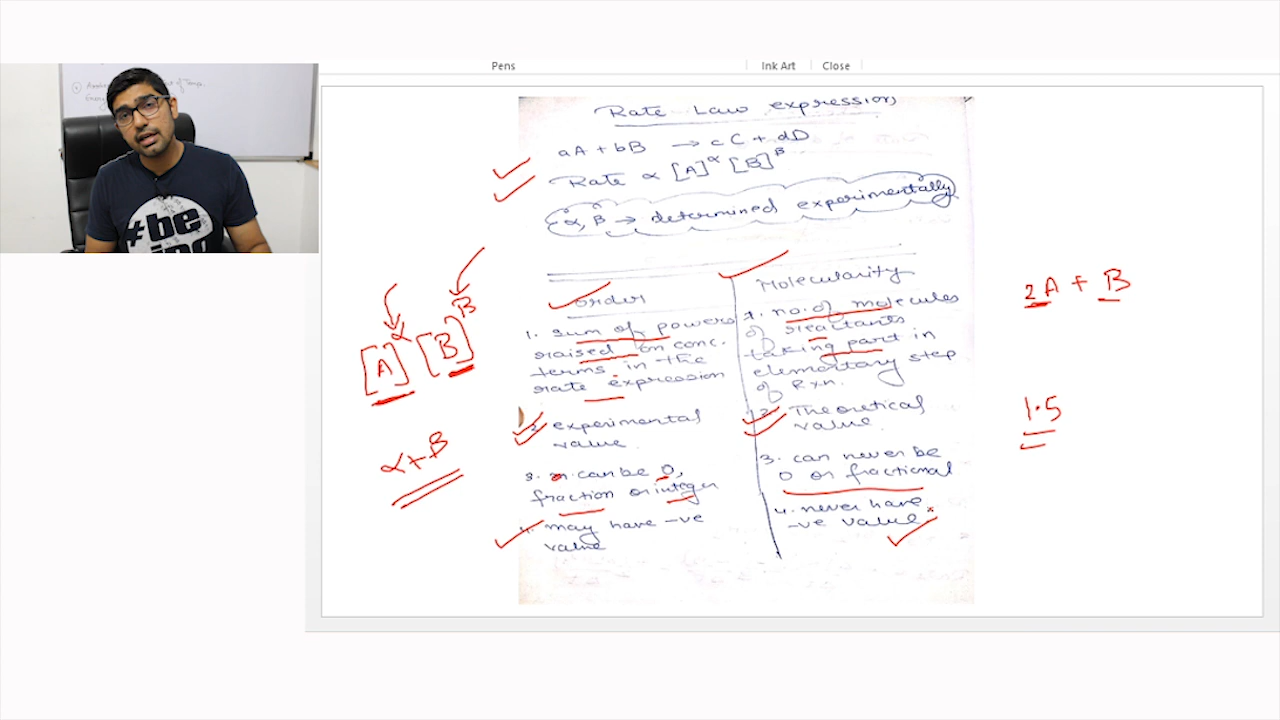 Pens
Ink Art
Close
Rate Law expression
aA + bB → cC + dD
Rate ∝ [A]^α [B]^β
α, β → determined experimentally
Order
1. sum of powers
raised on conc.
terms in the
rate expression
2. experimental
value
3. can be 0,
fraction or integer
4. may have -ve
value
Molecularity
1. no. of molecules
of reactants
taking part in
elementary step
of Rxn.
2. Theoretical
value
3. can never be
0 or fractional
4. never have
-ve value
[A]^α [B]^β
α+β
2A + B
1.5
#be